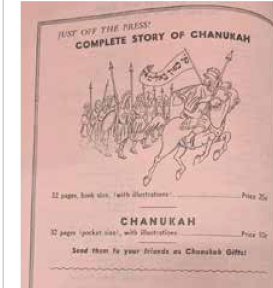 JUST OFF THE PRESS!
COMPLETE STORY OF CHANUKAH
32 pages, book size, (with illustrations) Price 25c
CHANUKAH
32 pages (pocket size), with illustrations Price 10c
Send them to your friends as Chanukah Gifts!